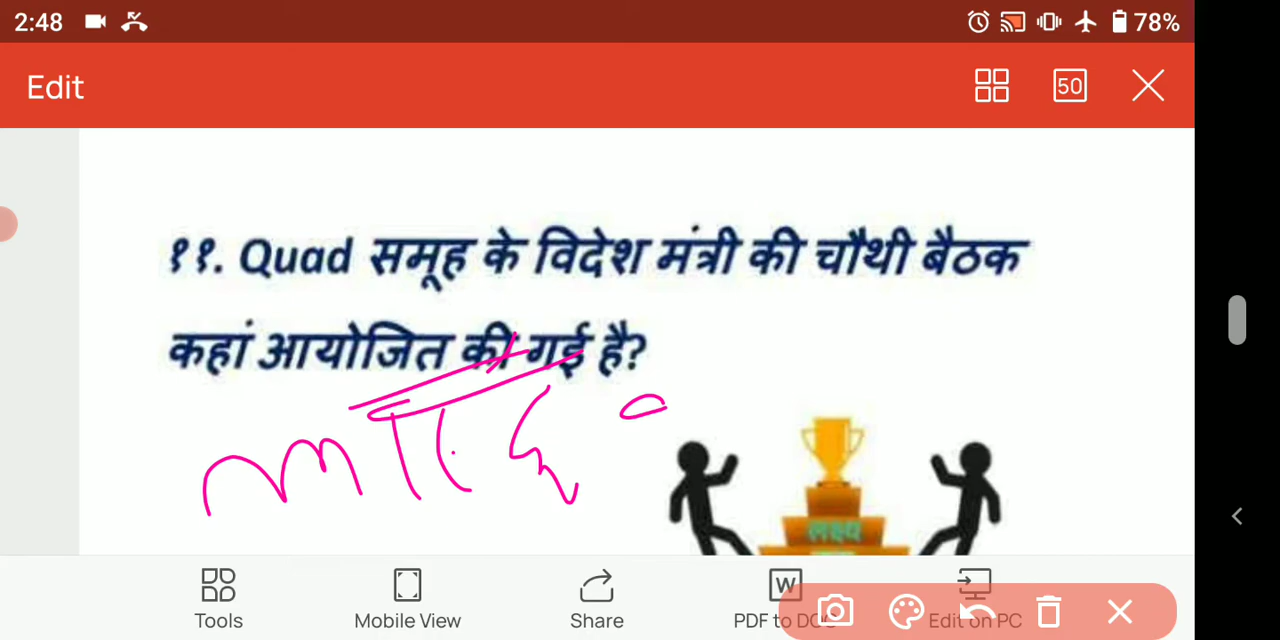 2:48 78%
Edit 50
११. Quad समूह के विदेश मंत्री की चौथी बैठक
कहां आयोजित की गई है?
लक्ष्य
Tools Mobile View Share PDF to DOC Edit on PC